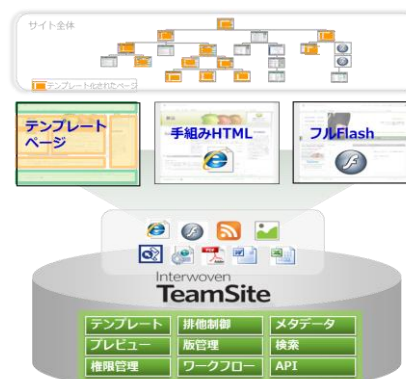 サイト全体
テンプレート化されたページ
テンプレート
ページ
手組みHTML
フルFlash
Interwoven
TeamSite
テンプレート 排他制御 メタデータ
プレビュー 版管理 検索
権限管理 ワークフロー API